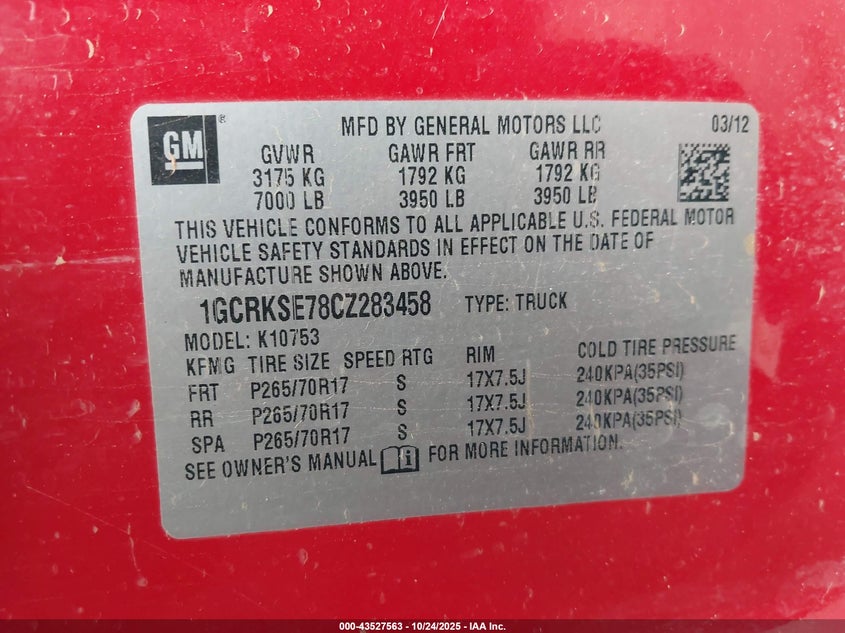 GM®
MFD BY GENERAL MOTORS LLC 03/12
GVWR GAWR FRT GAWR RR
3175 KG 1792 KG 1792 KG
7000 LB 3950 LB 3950 LB
THIS VEHICLE CONFORMS TO ALL APPLICABLE U.S. FEDERAL MOTOR
VEHICLE SAFETY STANDARDS IN EFFECT ON THE DATE OF
MANUFACTURE SHOWN ABOVE.
1GCRKSE78CZ283458 TYPE: TRUCK
MODEL: K10753
KFMG TIRE SIZE SPEED RTG RIM COLD TIRE PRESSURE
FRT P265/70R17 S 17X7.5J 240KPA(35PSI)
RR P265/70R17 S 17X7.5J 240KPA(35PSI)
SPA P265/70R17 S 17X7.5J 240KPA(35PSI)
SEE OWNER'S MANUAL i FOR MORE INFORMATION.
000-43527563 - 10/24/2025 - IAA Inc.